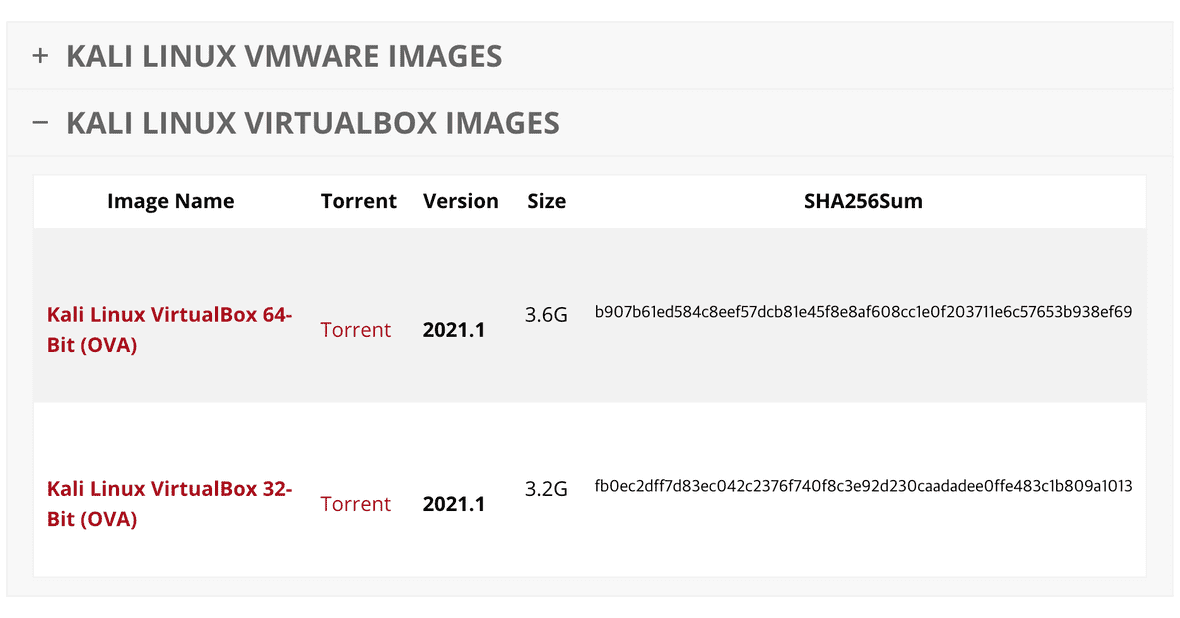 + KALI LINUX VMWARE IMAGES
− KALI LINUX VIRTUALBOX IMAGES
Image Name Torrent Version Size SHA256Sum
Kali Linux VirtualBox 64-
Bit (OVA)
Torrent
2021.1
3.6G
b907b61ed584c8eef57dcb81e45f8e8af608cc1e0f203711e6c57653b938ef69
Kali Linux VirtualBox 32-
Bit (OVA)
Torrent
2021.1
3.2G
fb0ec2dff7d83ec042c2376f740f8c3e92d230caadadee0ffe483c1b809a1013